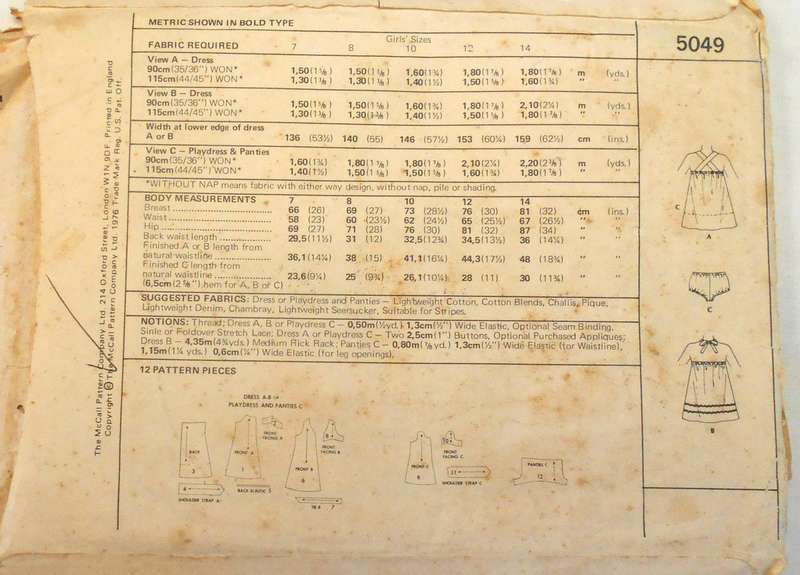 METRIC SHOWN IN BOLD TYPE
Girls' Sizes
FABRIC REQUIRED 7 8 10 12 14
5049
View A — Dress
90cm(35/36") WON* 1,50(1⅝) 1,50(1⅝) 1,60(1¾) 1,80(1⅞) 1,80(1⅞) m (yds.)
115cm(44/45") WON* 1,30(1⅜) 1,30(1⅜) 1,40(1½) 1,50(1⅝) 1,60(1¾) " "
View B — Dress
90cm(35/36") WON* 1,50(1⅝) 1,50(1⅝) 1,60(1¾) 1,80(1⅞) 2,10(2¼) m (yds.)
115cm(44/45") WON* 1,30(1⅜) 1,30(1⅜) 1,40(1½) 1,50(1⅝) 1,80(1⅞) " "
Width at lower edge of dress
A or B 136 (53½) 140 (55) 146 (57½) 153 (60¼) 159 (62½) cm (ins.)
View C — Playdress & Panties
90cm(35/36") WON* 1,60(1¾) 1,80(1⅞) 1,80(1⅞) 2,10(2¼) 2,20(2⅜) m (yds.)
115cm(44/45") WON* 1,40(1½) 1,50(1⅝) 1,50(1⅝) 1,60(1¾) 1,80(1⅞) " "
*WITHOUT NAP means fabric with either way design, without nap, pile or shading.
BODY MEASUREMENTS 7 8 10 12 14
Breast 66 (26) 69 (27) 73 (28½) 76 (30) 81 (32) cm (ins.)
Waist 58 (23) 60 (23½) 62 (24½) 65 (25½) 67 (26½) " "
Hip 69 (27) 71 (28) 76 (30) 81 (32) 87 (34) " "
Back waist length 29,5(11½) 31 (12) 32,5(12¾) 34,5(13½) 36 (14¼) " "
Finished A or B length from
natural waistline 36,1(14¼) 38 (15) 41,1(16¼) 44,3(17½) 48 (18¾) " "
Finished C length from
natural waistline 23,6(9¼) 25 (9¾) 26,1(10¼) 28 (11) 30 (11¾) " "
(6,5cm(2⅝") hem for A, B or C)
SUGGESTED FABRICS: Dress or Playdress and Panties — Lightweight Cotton, Cotton Blends, Challis, Pique,
Lightweight Denim, Chambray, Lightweight Seersucker, Suitable for Stripes.
NOTIONS: Thread; Dress A, B or Playdress C — 0,50m(½yd.) 1,3cm(½") Wide Elastic, Optional Seam Binding,
Sinle or Foldover Stretch Lace; Dress A or Playdress C — Two 2,5cm(1") Buttons, Optional Purchased Appliques;
Dress B — 4,35m(4¾yds.) Medium Rick Rack; Panties C — 0,80m(⅞yd.) 1,3cm(½") Wide Elastic (for Waistline),
1,15m(1¼ yds.) 0,6cm(¼") Wide Elastic (for leg openings),
12 PATTERN PIECES
DRESS A-B
PLAYDRESS AND PANTIES C
BACK
3
4
SHOULDER STRAP A
FRONT A
1
2
FRONT
FACING A
BACK ELASTIC 5
FRONT B
6
8
FRONT
FACING B
TIE B 7
FRONT C
9
10
FRONT
FACING C
11
SHOULDER STRAP C
PANTIES C
12
C
A
C
B
The McCall Pattern Company Ltd. 214 Oxford Street, London W1N 9DF. Printed in England
Copyright © The McCall Pattern Company Ltd. 1976 Trade Mark Reg. U.S. Pat. Off.